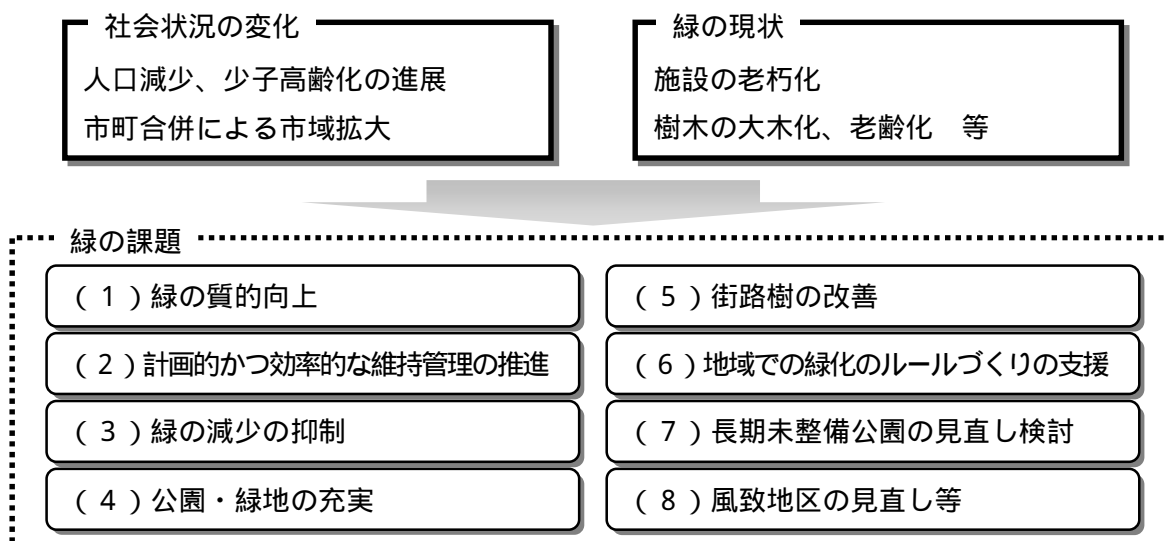 社会状況の変化
人口減少、少子高齢化の進展
市町合併による市域拡大
緑の現状
施設の老朽化
樹木の大木化、老齢化　等
緑の課題
（１）緑の質的向上
（２）計画的かつ効率的な維持管理の推進
（３）緑の減少の抑制
（４）公園・緑地の充実
（５）街路樹の改善
（６）地域での緑化のルールづくりの支援
（７）長期未整備公園の見直し検討
（８）風致地区の見直し等